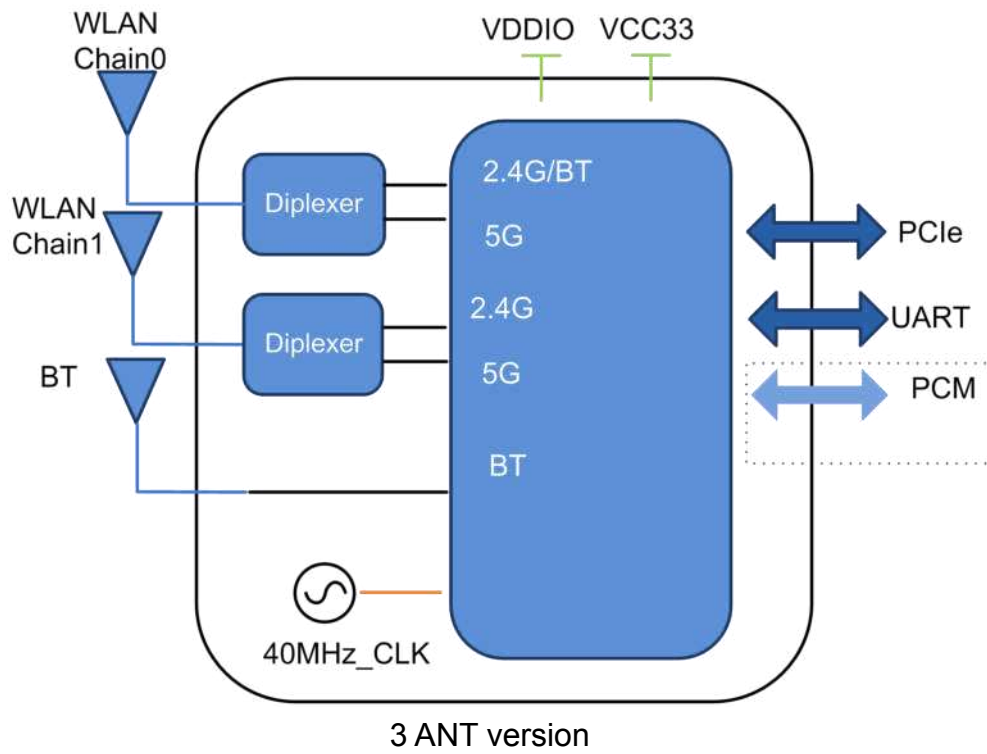 WLAN
Chain0
VDDIO
VCC33
2.4G/BT
Diplexer
5G
WLAN
Chain1
PCIe
2.4G
UART
Diplexer
5G
BT
PCM
BT
40MHz_CLK
3 ANT version